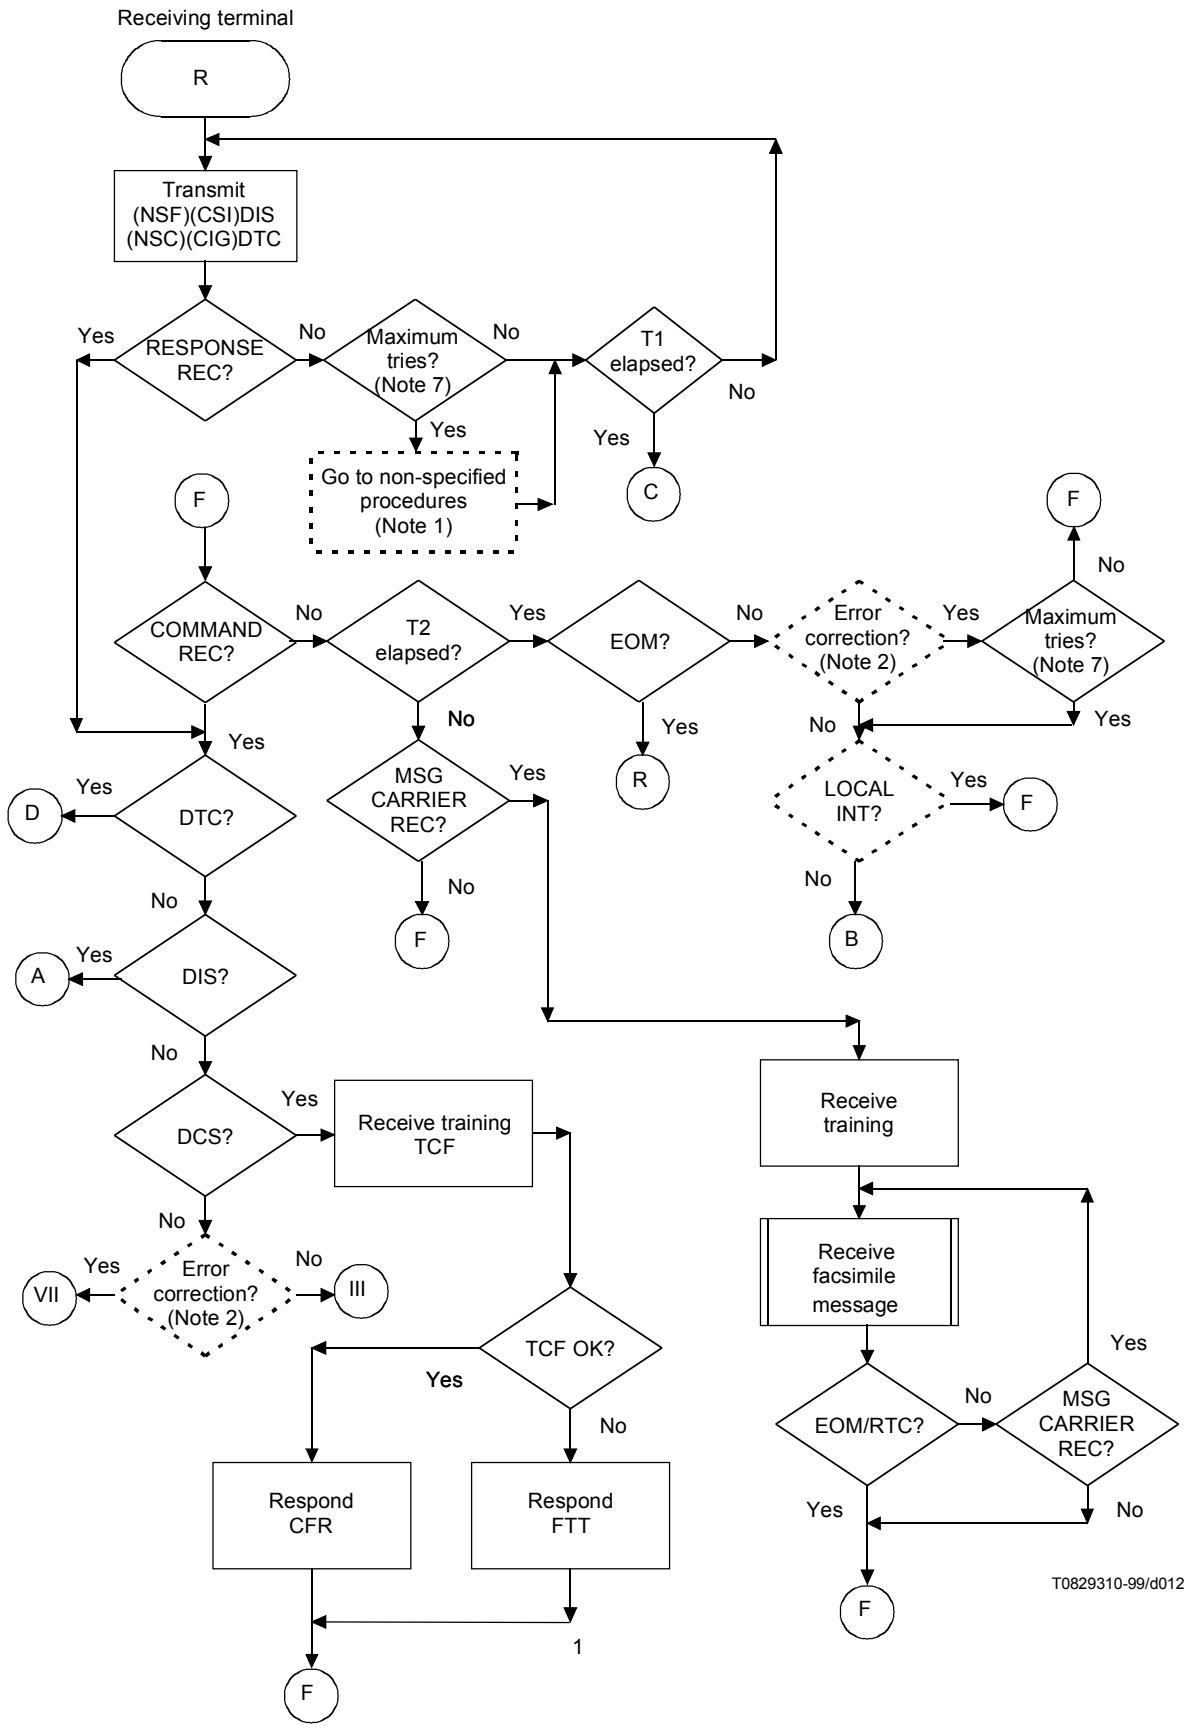 Receiving terminal
R
Transmit
(NSF)(CSI)DIS
(NSC)(CIG)DTC
Yes
RESPONSE
REC?
No
Maximum
tries?
(Note 7)
No
T1
elapsed?
No
Yes
Yes
Go to non-specified
procedures
(Note 1)
C
F
F
No
COMMAND
REC?
No
T2
elapsed?
Yes
EOM?
No
Error
correction?
(Note 2)
Yes
Maximum
tries?
(Note 7)
Yes
No
Yes
No
Yes
Yes
DTC?
D
MSG
CARRIER
REC?
Yes
R
LOCAL
INT?
Yes
F
No
No
No
F
B
Yes
DIS?
A
No
DCS?
Yes
Receive training
TCF
Receive
training
No
Yes
Error
correction?
(Note 2)
No
VII
III
Receive
facsimile
message
TCF OK?
Yes
No
Yes
EOM/RTC?
No
MSG
CARRIER
REC?
Yes
No
Respond
CFR
Respond
FTT
T0829310-99/d012
F
1
F